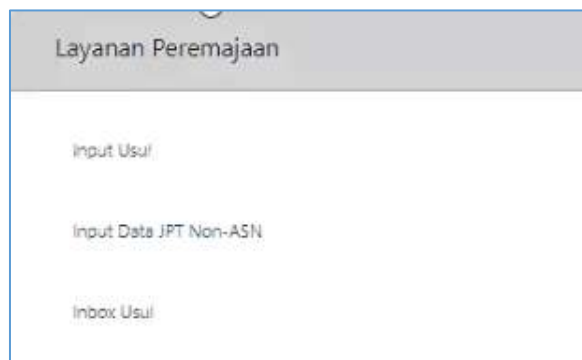 Layanan Peremajaan
Input Usul
Input Data JPT Non-ASN
Inbox Usul